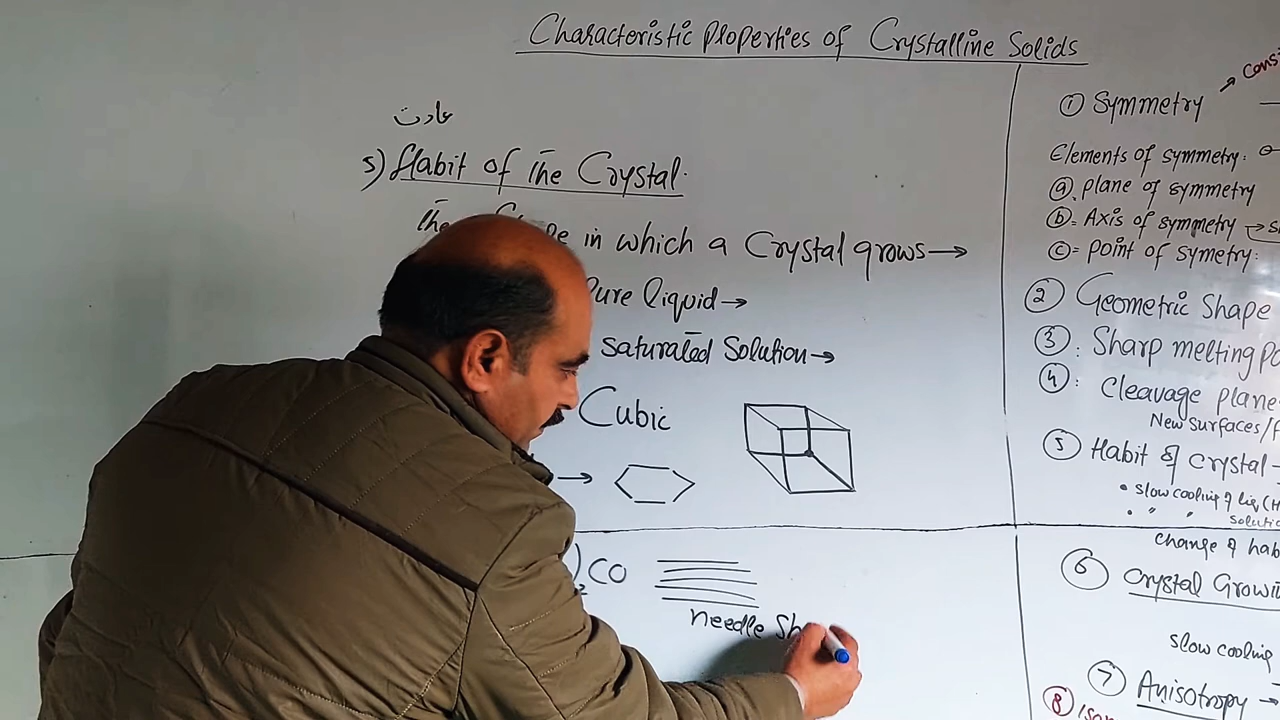 Characteristic Properties of Crystalline Solids
عادت
5) Habit of the Crystal.
The in which a Crystal grows →
Pure liquid →
Saturated Solution →
Cubic
→
CO
needle Sh
① Symmetry
Elements of symmetry:
ⓐ. plane of symmetry
ⓑ= Axis of symmetry →
ⓒ= point of symetry:
② Geometric Shape
③. Sharp melting
④: Cleavage plane
New surfaces/
⑤ Habit of crystal -
• slow cooling of liq (H
• " "
change of hab
⑥ Crystal Growt
slow cooling
⑦ Anisotropy →
⑧